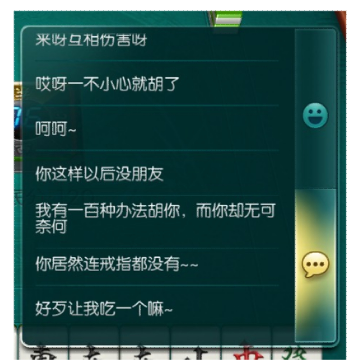 来呀互相伤害呀
哎呀一不小心就胡了
呵呵~
你这样以后没朋友
我有一百种办法胡你，而你却无可
奈何
你居然连戒指都没有~~
好歹让我吃一个嘛~